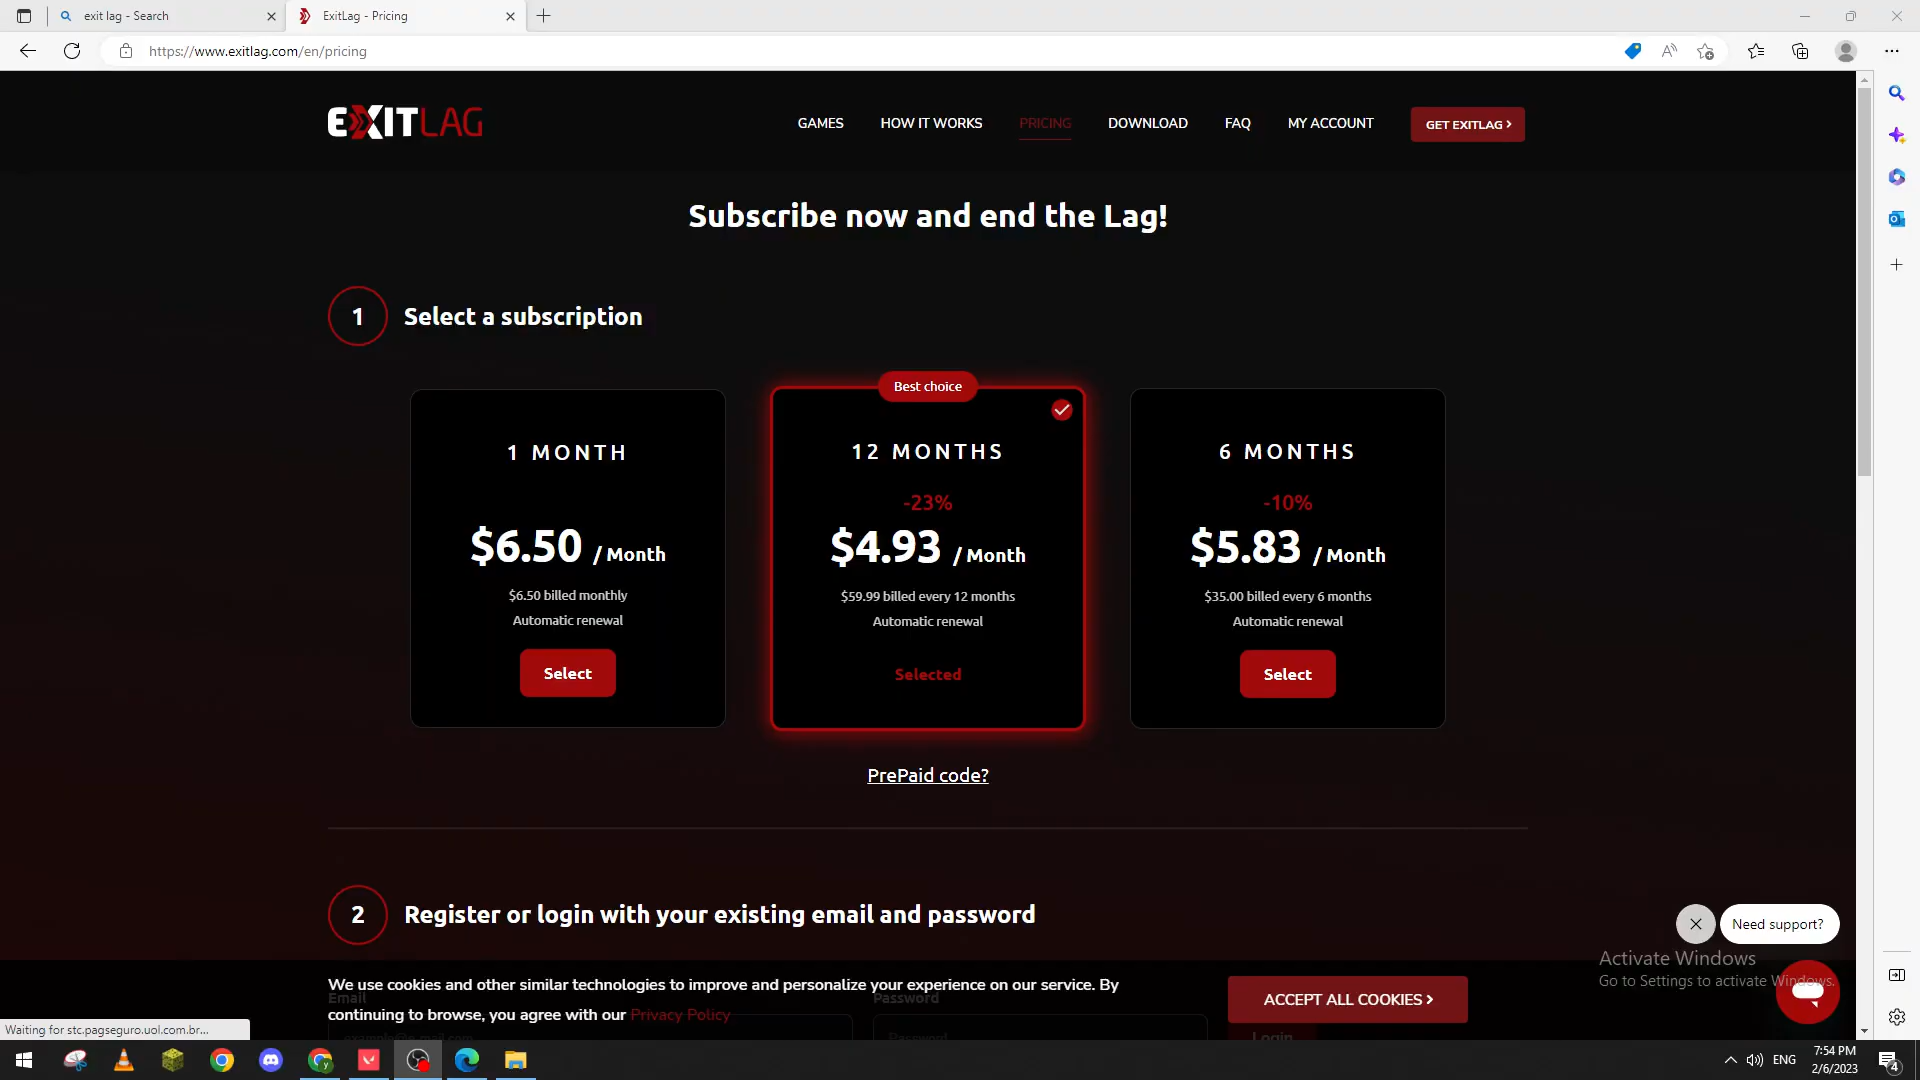 exit lag - Search
ExitLag - Pricing
https://www.exitlag.com/en/pricing
EXITLAG
GAMES
HOW IT WORKS
PRICING
DOWNLOAD
FAQ
MY ACCOUNT
GET EXITLAG
Subscribe now and end the Lag!
1
Select a subscription
1 MONTH
$6.50 / Month
$6.50 billed monthly
Automatic renewal
Select
Best choice
12 MONTHS
-23%
$4.93 / Month
$59.99 billed every 12 months
Automatic renewal
Selected
6 MONTHS
-10%
$5.83 / Month
$35.00 billed every 6 months
Automatic renewal
Select
PrePaid code?
2
Register or login with your existing email and password
Need support?
Activate Windows
Go to Settings to activate Windows.
We use cookies and other similar technologies to improve and personalize your experience on our service. By
continuing to browse, you agree with our Privacy Policy
ACCEPT ALL COOKIES
Email
Password
Password
Login
Waiting for stc.pagseguro.uol.com.br...
ENG
7:54 PM
2/6/2023
4